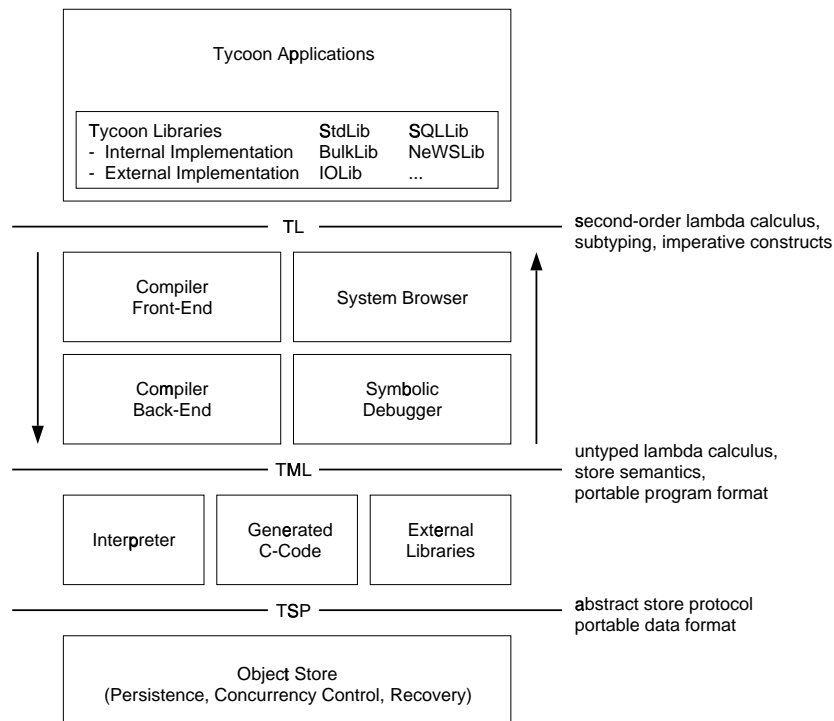 Tycoon Applications
Tycoon Libraries StdLib SQLLib
- Internal Implementation BulkLib NeWSLib
- External Implementation IOLib ...
TL
second-order lambda calculus,
subtyping, imperative constructs
Compiler
Front-End
System Browser
Compiler
Back-End
Symbolic
Debugger
TML
untyped lambda calculus,
store semantics,
portable program format
Interpreter
Generated
C-Code
External
Libraries
TSP
abstract store protocol
portable data format
Object Store
(Persistence, Concurrency Control, Recovery)